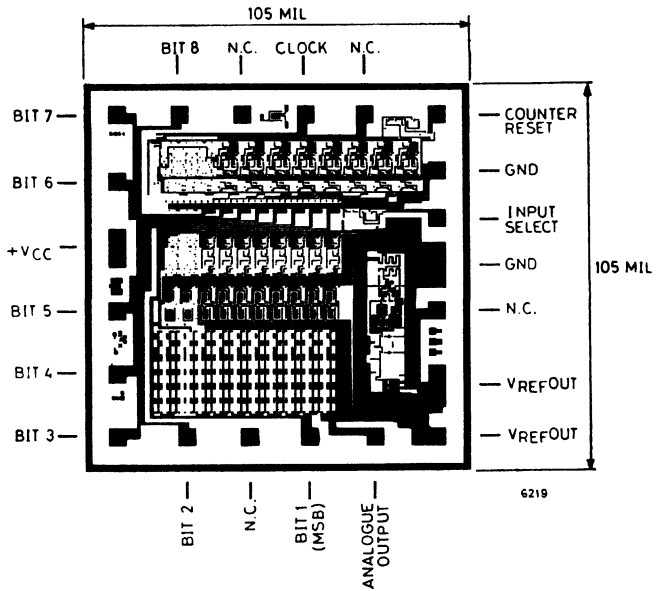 105 MIL
BIT 8 N.C. CLOCK N.C.
BIT 7
BIT 6
+VCC
BIT 5
BIT 4
BIT 3
COUNTER
RESET
GND
INPUT
SELECT
GND
N.C.
VREFOUT
VREFOUT
105 MIL
6219
BIT 2
N.C.
BIT 1
(MSB)
ANALOGUE
OUTPUT